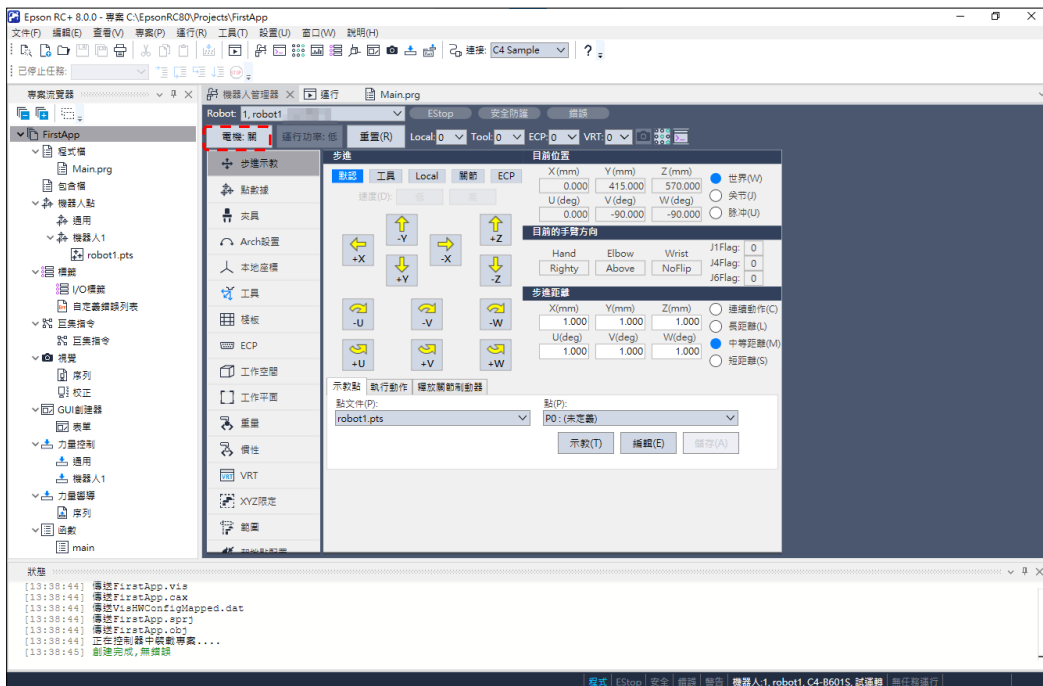 Epson RC+ 8.0.0 - 專案 C:\EpsonRC80\Projects\FirstApp
文件(F) 編輯(E) 查看(V) 專案(P) 運行(R) 工具(T) 設置(U) 窗口(W) 說明(H)
連接: C4 Sample
已停止任務:
專案流覽器
機器人管理器 運行 Main.prg
Robot: 1, robot1 EStop 安全防護 錯誤
電機: 關 運行功率: 低 重置(R) Local: 0 Tool: 0 ECP: 0 VRT: 0
FirstApp
程式檔
Main.prg
包含檔
機器人點
通用
機器人1
robot1.pts
標籤
I/O標籤
自定義錯誤列表
巨集指令
巨集指令
視覺
序列
校正
GUI創建器
表單
力量控制
通用
機器人1
力量嚮導
序列
函數
main
步進示教
點數據
夾具
Arch設置
本地座標
工具
棧板
ECP
工作空間
工作平面
重量
慣性
VRT
XYZ限定
範圍
步進
默認 工具 Local 關節 ECP
速度(D): 低
-Y +Z
+X -X
+Y -Z
-U -V -W
+U +V +W
目前位置
X (mm) Y (mm) Z (mm)
0.000 415.000 570.000
U (deg) V (deg) W (deg)
0.000 -90.000 -90.000
世界(W)
关节(J)
脉冲(U)
目前的手臂方向
Hand Elbow Wrist
Righty Above NoFlip
J1Flag: 0
J4Flag: 0
J6Flag: 0
步進距離
X(mm) Y(mm) Z(mm)
1.000 1.000 1.000
U(deg) V(deg) W(deg)
1.000 1.000 1.000
連續動作(C)
長距離(L)
中等距離(M)
短距離(S)
示教點 執行動作 釋放關節制動器
點文件(P): 點(P):
robot1.pts P0 : (未定義)
示教(T) 編輯(E) 儲存(A)
狀態
[13:38:44] 傳送FirstApp.vis
[13:38:44] 傳送FirstApp.cax
[13:38:44] 傳送VisHWConfigMapped.dat
[13:38:44] 傳送FirstApp.sprj
[13:38:44] 傳送FirstApp.obj
[13:38:44] 正在控制器中裝載專案....
[13:38:45] 創建完成,無錯誤
程式 EStop 安全 錯誤 警告 機器人:1, robot1, C4-B601S, 試運轉 無任務運行